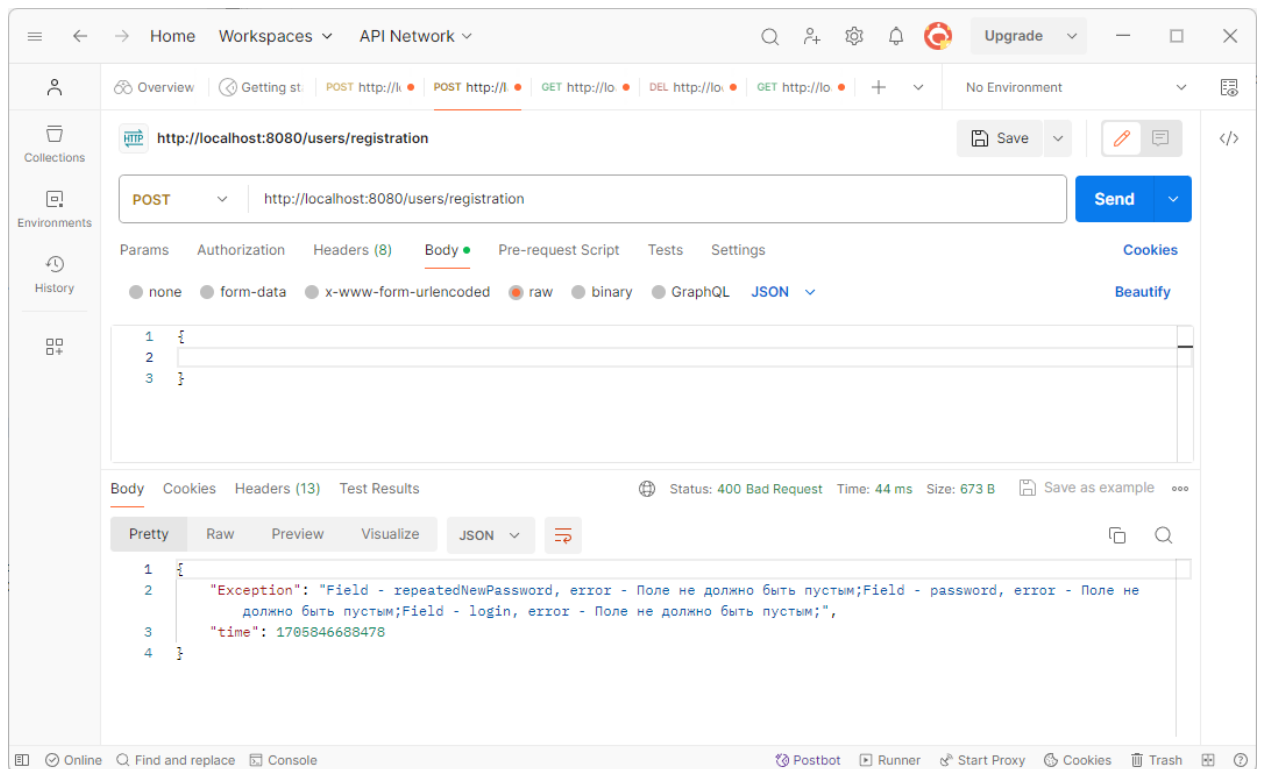 Home Workspaces API Network Upgrade
Overview Getting st POST http://l POST http://l GET http://lo DEL http://lo GET http://lo No Environment
Collections
Environments
History
HTTP http://localhost:8080/users/registration Save </>
POST http://localhost:8080/users/registration Send
Params Authorization Headers (8) Body Pre-request Script Tests Settings Cookies
none form-data x-www-form-urlencoded raw binary GraphQL JSON Beautify
1 {
2
3 }
Body Cookies Headers (13) Test Results Status: 400 Bad Request Time: 44 ms Size: 673 B Save as example
Pretty Raw Preview Visualize JSON
1 {
2 "Exception": "Field - repeatedNewPassword, error - Поле не должно быть пустым;Field - password, error - Поле не
должно быть пустым;Field - login, error - Поле не должно быть пустым;",
3 "time": 1705846688478
4 }
Online Find and replace Console Postbot Runner Start Proxy Cookies Trash